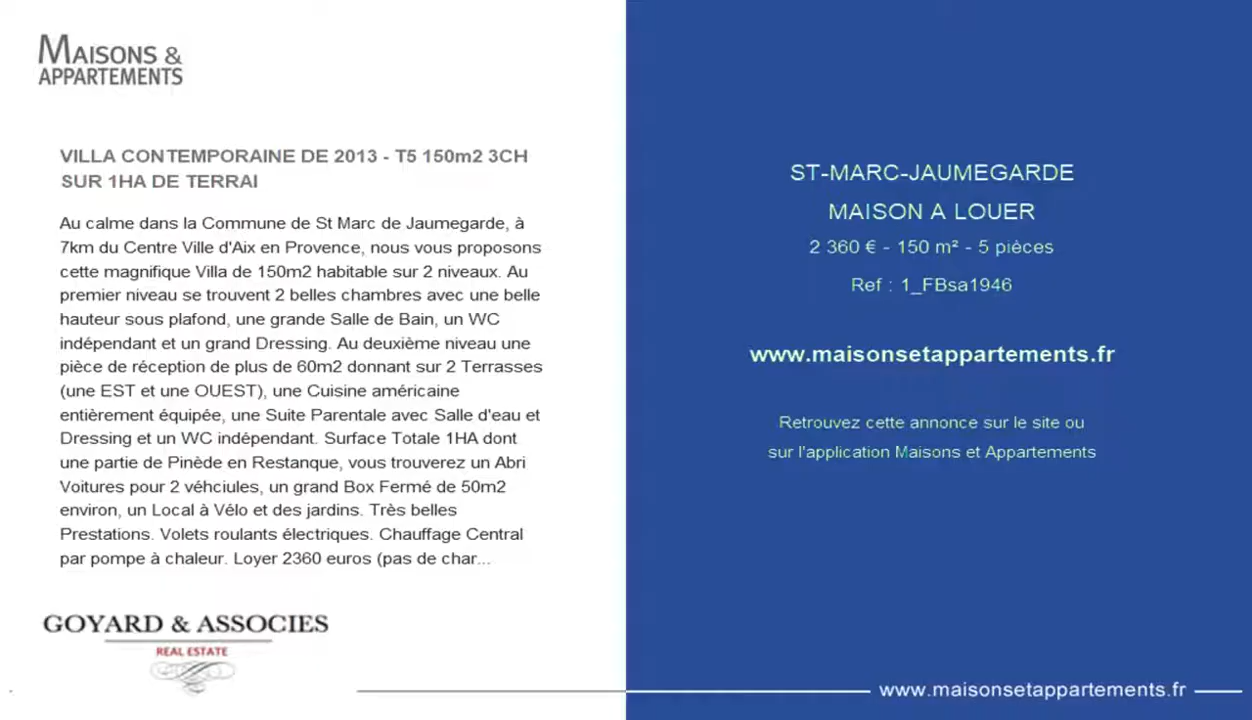 MAISONS &
APPARTEMENTS
VILLA CONTEMPORAINE DE 2013 - T5 150m2 3CH
SUR 1HA DE TERRAI
Au calme dans la Commune de St Marc de Jaumegarde, à
7km du Centre Ville d'Aix en Provence, nous vous proposons
cette magnifique Villa de 150m2 habitable sur 2 niveaux. Au
premier niveau se trouvent 2 belles chambres avec une belle
hauteur sous plafond, une grande Salle de Bain, un WC
indépendant et un grand Dressing. Au deuxième niveau une
pièce de réception de plus de 60m2 donnant sur 2 Terrasses
(une EST et une OUEST), une Cuisine américaine
entièrement équipée, une Suite Parentale avec Salle d'eau et
Dressing et un WC indépendant. Surface Totale 1HA dont
une partie de Pinède en Restanque, vous trouverez un Abri
Voitures pour 2 véhciules, un grand Box Fermé de 50m2
environ, un Local à Vélo et des jardins. Très belles
Prestations. Volets roulants électriques. Chauffage Central
par pompe à chaleur. Loyer 2360 euros (pas de char...
GOYARD & ASSOCIES
REAL ESTATE
ST-MARC-JAUMEGARDE
MAISON A LOUER
2 360 € - 150 m² - 5 pièces
Ref : 1_FBsa1946
www.maisonsetappartements.fr
Retrouvez cette annonce sur le site ou
sur l'application Maisons et Appartements
www.maisonsetappartements.fr